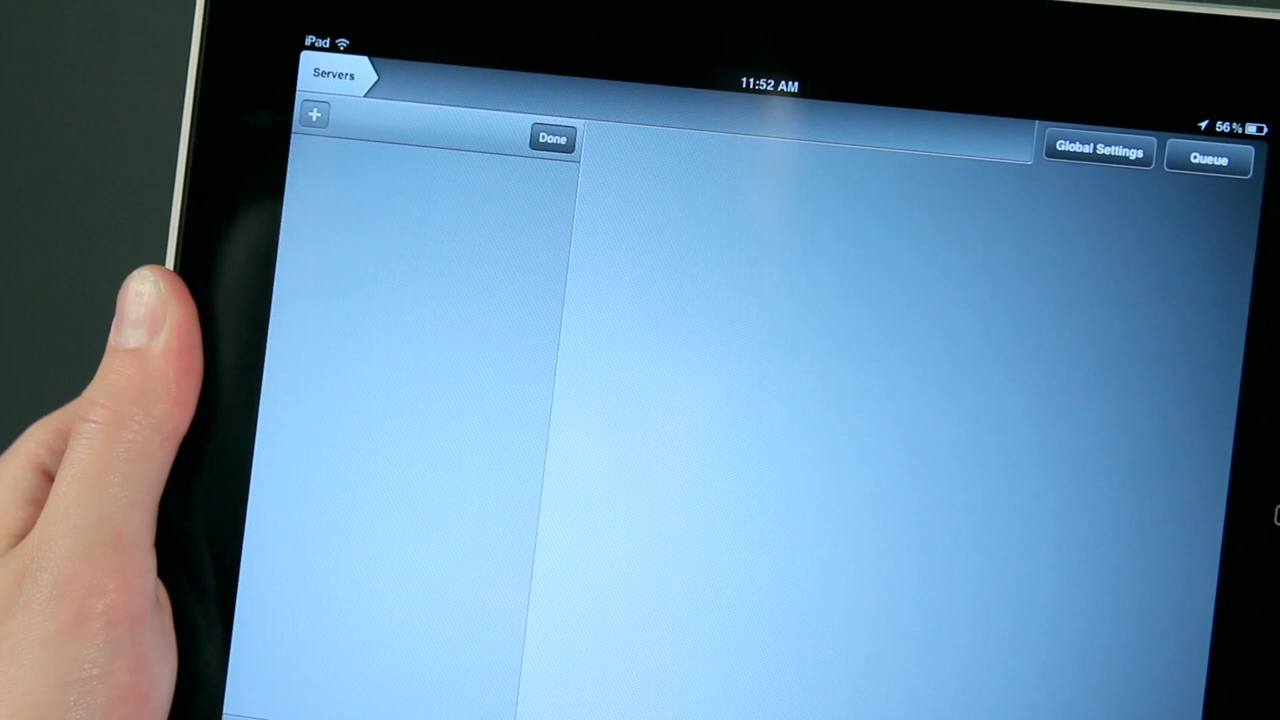 iPad
11:52 AM
56%
Servers
+
Done
Global Settings
Queue